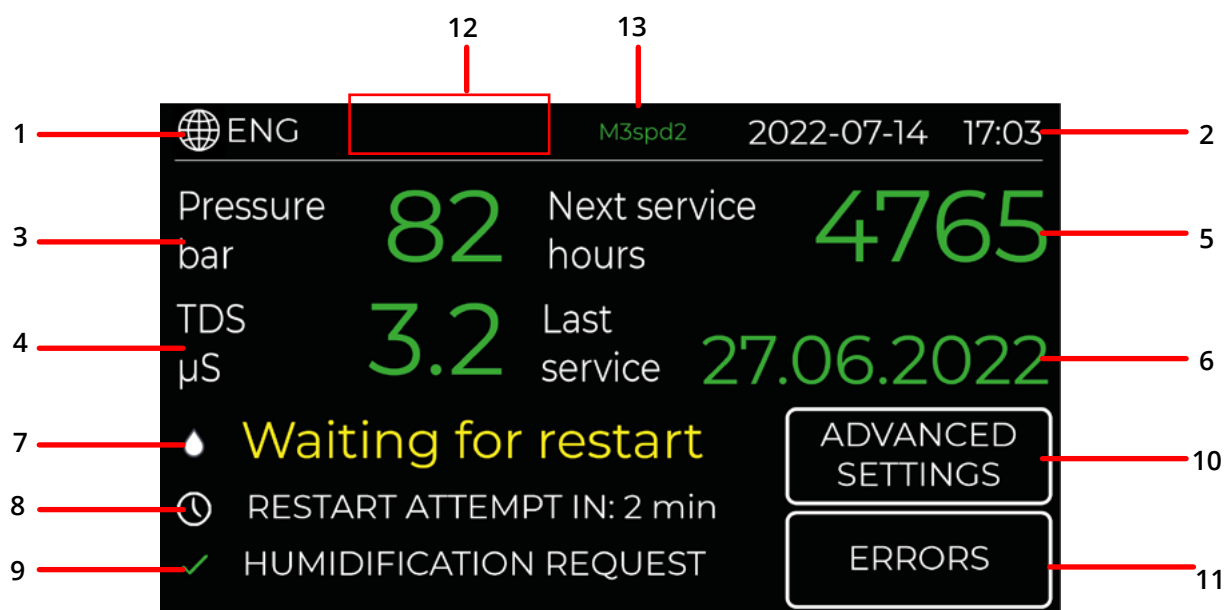 12 13
1 ENG M3spd2 2022-07-14 17:03 2
Pressure 82 Next service 4765
3 bar hours 5
TDS 3.2 Last
4 µS service 27.06.2022 6
7 Waiting for restart ADVANCED
SETTINGS 10
8 RESTART ATTEMPT IN: 2 min
9 HUMIDIFICATION REQUEST ERRORS 11